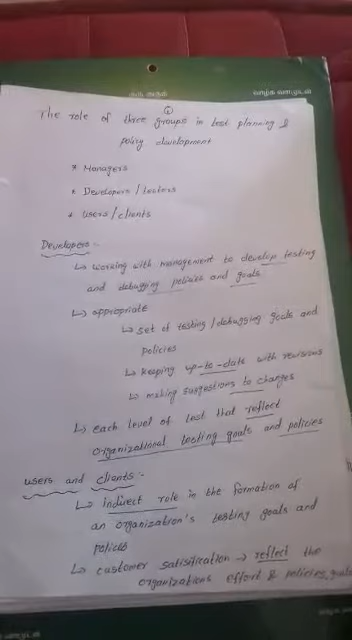 குரு அருள்
வாழ்க வளமுடன்
①
The role of three groups in test planning &
policy development
* Managers
* Developers / testers
* Users / clients
Developers :-
↳ working with management to develop testing
and debugging policies and goals
↳ appropriate
↳ set of testing / debugging goals and
policies
↳ keeping up-to-date with revisions
↳ making suggestions to changes
↳ each level of test that reflect
organizational testing goals and policies
users and clients :-
↳ indirect role in the formation of
an organization's testing goals and
policies
↳ customer satisification → reflect the
organizations effort & policies, goals